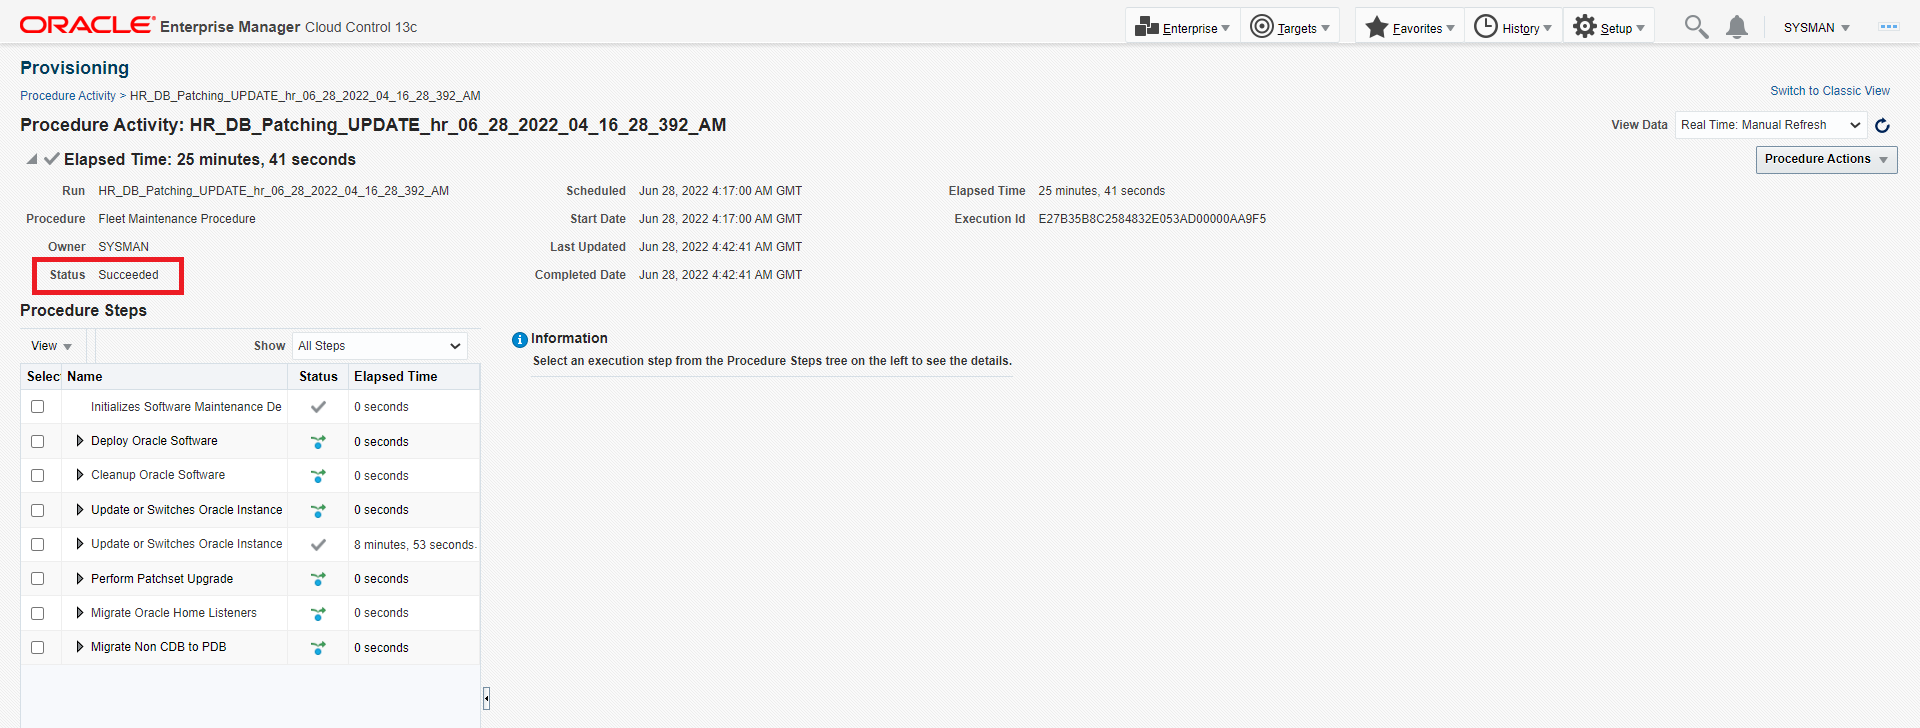 ORACLE Enterprise Manager Cloud Control 13c
Enterprise Targets Favorites History Setup SYSMAN
Provisioning
Procedure Activity > HR_DB_Patching_UPDATE_hr_06_28_2022_04_16_28_392_AM
Switch to Classic View
Procedure Activity: HR_DB_Patching_UPDATE_hr_06_28_2022_04_16_28_392_AM
View Data Real Time: Manual Refresh
Elapsed Time: 25 minutes, 41 seconds
Procedure Actions
Run HR_DB_Patching_UPDATE_hr_06_28_2022_04_16_28_392_AM Scheduled Jun 28, 2022 4:17:00 AM GMT Elapsed Time 25 minutes, 41 seconds
Procedure Fleet Maintenance Procedure Start Date Jun 28, 2022 4:17:00 AM GMT Execution Id E27B35B8C2584832E053AD00000AA9F5
Owner SYSMAN Last Updated Jun 28, 2022 4:42:41 AM GMT
Status Succeeded Completed Date Jun 28, 2022 4:42:41 AM GMT
Procedure Steps
View Show All Steps
Selec Name Status Elapsed Time
Initializes Software Maintenance De 0 seconds
Deploy Oracle Software 0 seconds
Cleanup Oracle Software 0 seconds
Update or Switches Oracle Instance 0 seconds
Update or Switches Oracle Instance 8 minutes, 53 seconds.
Perform Patchset Upgrade 0 seconds
Migrate Oracle Home Listeners 0 seconds
Migrate Non CDB to PDB 0 seconds
Information
Select an execution step from the Procedure Steps tree on the left to see the details.